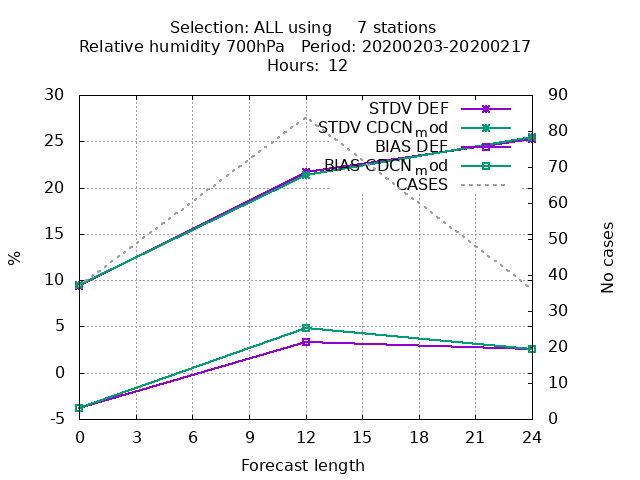 Selection: ALL using     7 stations
Relative humidity 700hPa   Period: 20200203-20200217
Hours:  12
30
25
20
15
10
5
0
-5
90
80
70
60
50
40
30
20
10
0
STDV DEF
STDV CDCN_mod
BIAS DEF
BIAS CDCN_mod
CASES
%
No cases
0 3 6 9 12 15 18 21 24
Forecast length